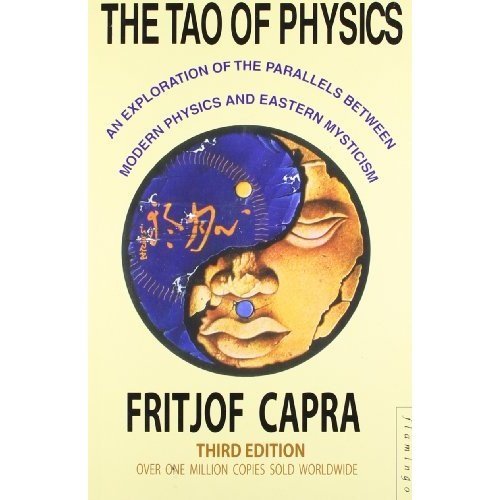 THE TAO OF PHYSICS
AN EXPLORATION OF THE PARALLELS BETWEEN
MODERN PHYSICS AND EASTERN MYSTICISM
FRITJOF CAPRA
THIRD EDITION
OVER ONE MILLION COPIES SOLD WORLDWIDE
flamingo